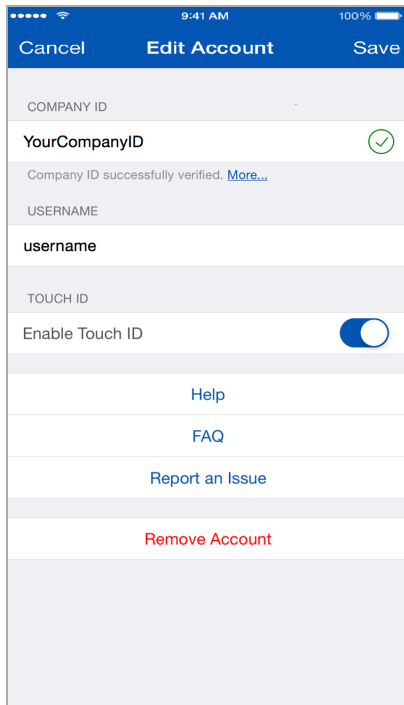 9:41 AM 100%
Cancel Edit Account Save
COMPANY ID
YourCompanyID
Company ID successfully verified. More...
USERNAME
username
TOUCH ID
Enable Touch ID
Help
FAQ
Report an Issue
Remove Account